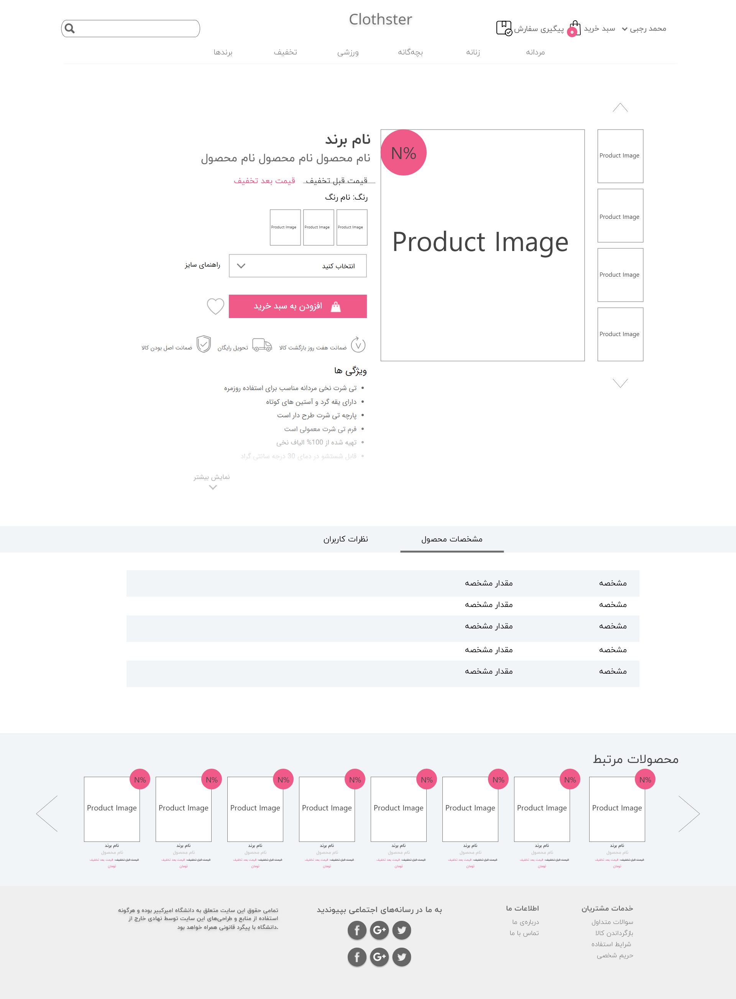 Clothster
محمد رجبی
سبد خرید
0
پیگیری سفارش
مردانه
زنانه
بچه‌گانه
ورزشی
تخفیف
برندها
Product Image
Product Image
Product Image
Product Image
N%
Product Image
نام برند
نام محصول نام محصول نام محصول
قیمت قبل تخفیف
قیمت بعد تخفیف
رنگ: نام رنگ
Product Image
Product Image
Product Image
انتخاب کنید
راهنمای سایز
افزودن به سبد خرید
ضمانت هفت روز بازگشت کالا
تحویل رایگان
ضمانت اصل بودن کالا
ویژگی ها
• تی شرت نخی مردانه مناسب برای استفاده روزمره
• دارای یقه گرد و آستین های کوتاه
• پارچه تی شرت طرح دار است
• فرم تی شرت معمولی است
• تهیه شده از 100% الیاف نخی
• قابل شستشو در دمای 30 درجه سانتی گراد
نمایش بیشتر
مشخصات محصول
نظرات کاربران
مشخصه مقدار مشخصه
مشخصه مقدار مشخصه
مشخصه مقدار مشخصه
مشخصه مقدار مشخصه
مشخصه مقدار مشخصه
محصولات مرتبط
N%
Product Image
نام برند
نام محصول
قیمت قبل تخفیف قیمت بعد تخفیف
تومان
N%
Product Image
نام برند
نام محصول
قیمت قبل تخفیف قیمت بعد تخفیف
تومان
N%
Product Image
نام برند
نام محصول
قیمت قبل تخفیف قیمت بعد تخفیف
تومان
N%
Product Image
نام برند
نام محصول
قیمت قبل تخفیف قیمت بعد تخفیف
تومان
N%
Product Image
نام برند
نام محصول
قیمت قبل تخفیف قیمت بعد تخفیف
تومان
N%
Product Image
نام برند
نام محصول
قیمت قبل تخفیف قیمت بعد تخفیف
تومان
N%
Product Image
نام برند
نام محصول
قیمت قبل تخفیف قیمت بعد تخفیف
تومان
N%
Product Image
نام برند
نام محصول
قیمت قبل تخفیف قیمت بعد تخفیف
تومان
خدمات مشتریان
سوالات متداول
بازگرداندن کالا
شرایط استفاده
حریم شخصی
اطلاعات ما
درباره‌ی ما
تماس با ما
به ما در رسانه‌های اجتماعی بپیوندید
تمامی حقوق این سایت متعلق به دانشگاه امیرکبیر بوده و هرگونه
استفاده از منابع و طراحی‌های این سایت توسط نهادی خارج از
.دانشگاه با پیگرد قانونی همراه خواهد بود